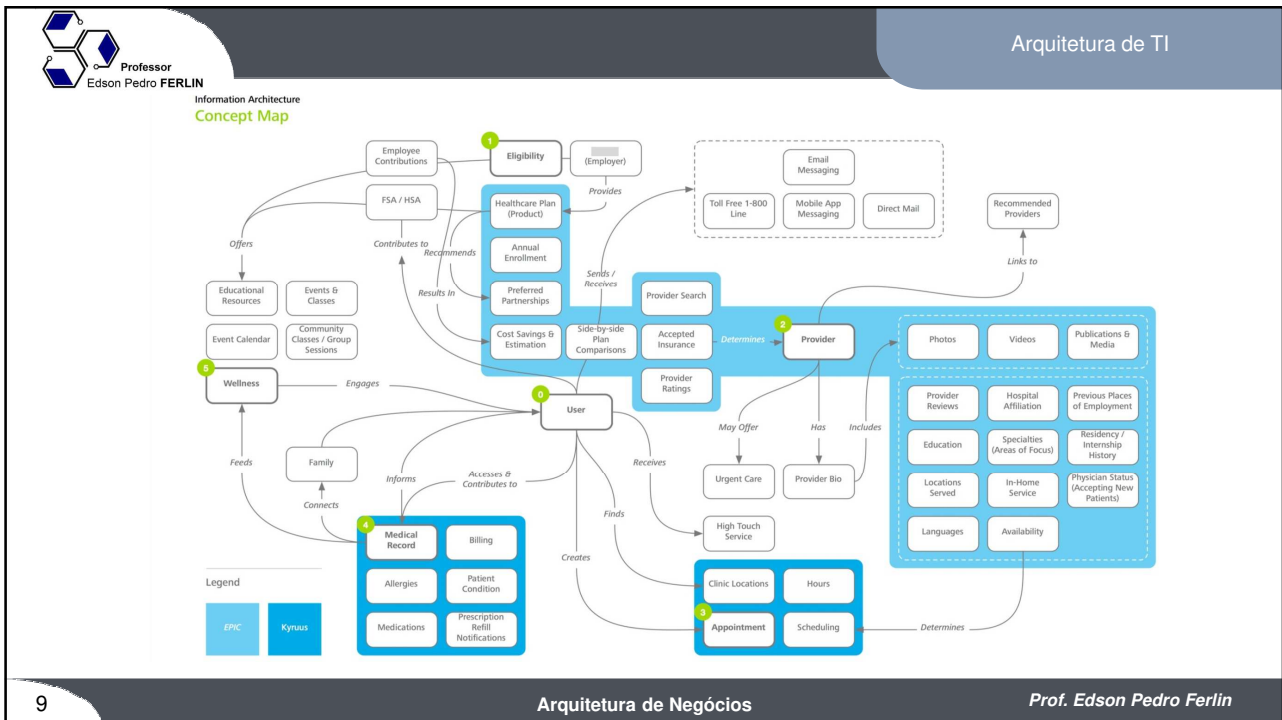 Professor
Edson Pedro FERLIN
Arquitetura de TI
Information Architecture
Concept Map
Employee
Contributions
1
Eligibility
(Employer)
Provides
FSA / HSA
Healthcare Plan
(Product)
Annual
Enrollment
Preferred
Partnerships
Cost Savings &
Estimation
Side-by-side
Plan
Comparisons
Offers
Contributes to
Recommends
Results In
Sends /
Receives
Email
Messaging
Toll Free 1-800
Line
Mobile App
Messaging
Direct Mail
Recommended
Providers
Links to
Educational
Resources
Events &
Classes
Event Calendar
Community
Classes / Group
Sessions
Provider Search
Accepted
Insurance
Provider
Ratings
Determines
2
Provider
Photos
Videos
Publications &
Media
5
Wellness
Engages
0
User
Provider
Reviews
Hospital
Affiliation
Previous Places
of Employment
Education
Specialties
(Areas of Focus)
Residency /
Internship
History
Locations
Served
In-Home
Service
Physician Status
(Accepting New
Patients)
Languages
Availability
May Offer
Has
Includes
Urgent Care
Provider Bio
Feeds
Family
Connects
Informs
Accesses &
Contributes to
Receives
Finds
High Touch
Service
Creates
4
Medical
Record
Billing
Allergies
Patient
Condition
Medications
Prescription
Refill
Notifications
Clinic Locations
Hours
3
Appointment
Scheduling
Determines
Legend
EPIC
Kyruus
9
Arquitetura de Negócios
Prof. Edson Pedro Ferlin